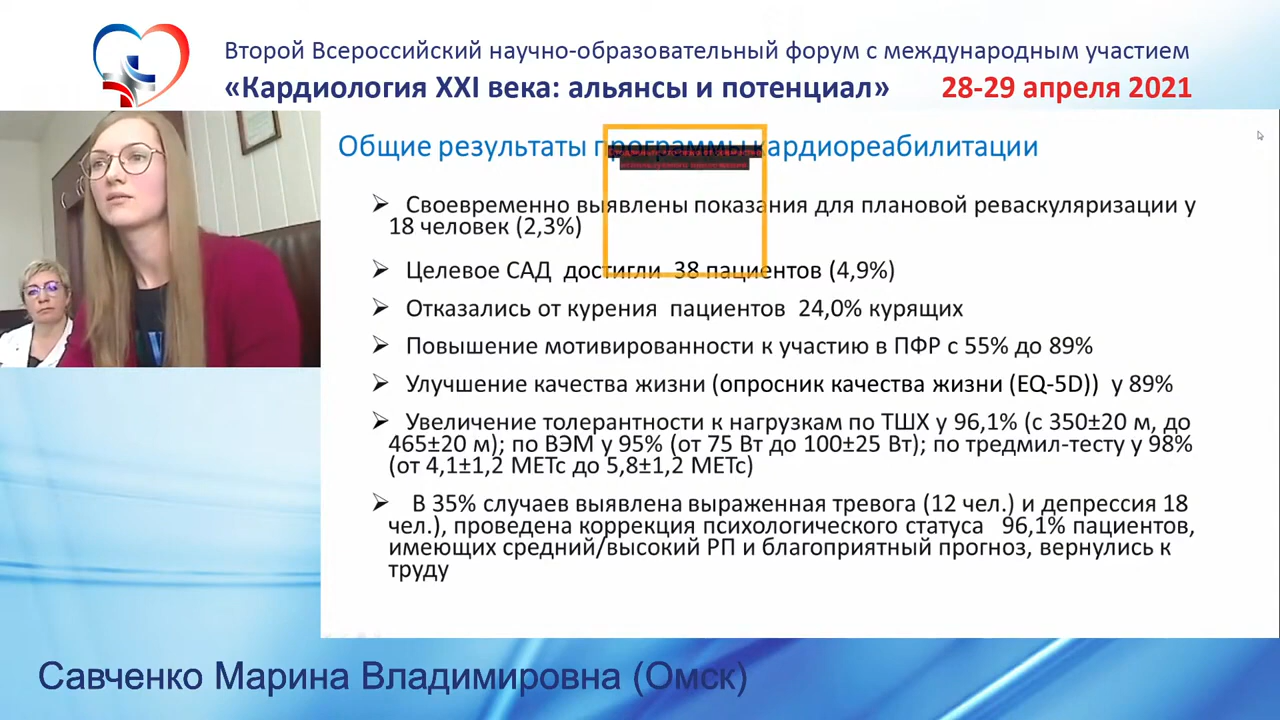 Второй Всероссийский научно-образовательный форум с международным участием
«Кардиология XXI века: альянсы и потенциал» 28-29 апреля 2021
Общие результаты программы кардиореабилитации
Своевременно выявлены показания для плановой реваскуляризации у
18 человек (2,3%)
Целевое САД достигли 38 пациентов (4,9%)
Отказались от курения пациентов 24,0% курящих
Повышение мотивированности к участию в ПФР с 55% до 89%
Улучшение качества жизни (опросник качества жизни (EQ-5D)) у 89%
Увеличение толерантности к нагрузкам по ТШХ у 96,1% (с 350±20 м, до
465±20 м); по ВЭМ у 95% (от 75 Вт до 100±25 Вт); по тредмил-тесту у 98%
(от 4,1±1,2 METc до 5,8±1,2 METc)
В 35% случаев выявлена выраженная тревога (12 чел.) и депрессия 18
чел.), проведена коррекция психологического статуса 96,1% пациентов,
имеющих средний/высокий РП и благоприятный прогноз, вернулись к
труду
Савченко Марина Владимировна (Омск)